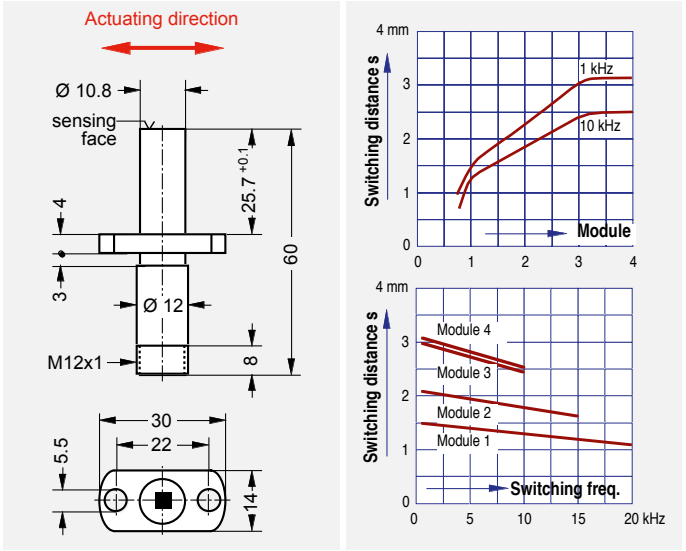 Actuating direction
Ø 10.8
sensing
face
25.7 +0.1
4
60
3
Ø 12
M12x1
8
30
22
5.5
14
4 mm
3
2
1
0
Switching distance s
1 kHz
10 kHz
Module
0 1 2 3 4
4 mm
3
2
1
0
Switching distance s
Module 4
Module 3
Module 2
Module 1
Switching freq.
0 5 10 15 20 kHz